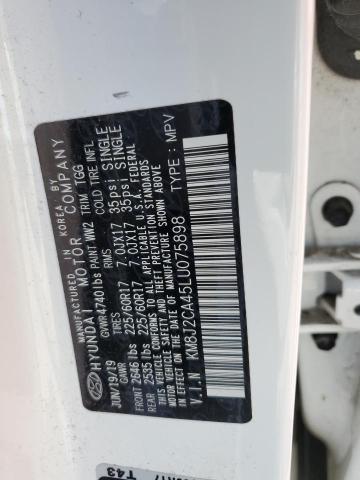 MANUFACTURED IN KOREA BY
HYUNDAI MOTOR COMPANY
JUN/19/19 GVWR 4740 lbs PAINT WW2 TRIM TGG
GAWR TIRES RIMS COLD TIRE INFL.
FRONT 2646 lbs 225/60R17 7.0JX17 35psi SINGLE
REAR 2535 lbs 225/60R17 7.0JX17 35psi SINGLE
THIS VEHICLE CONFORMS TO ALL APPLICABLE U.S.A. FEDERAL
MOTOR VEHICLE SAFETY, BUMPER, AND THEFT PREVENTION STANDARDS
IN EFFECT ON THE DATE OF MANUFACTURE SHOWN ABOVE.
V.I.N KM8J2CA45LU075898 TYPE : MPV
T43